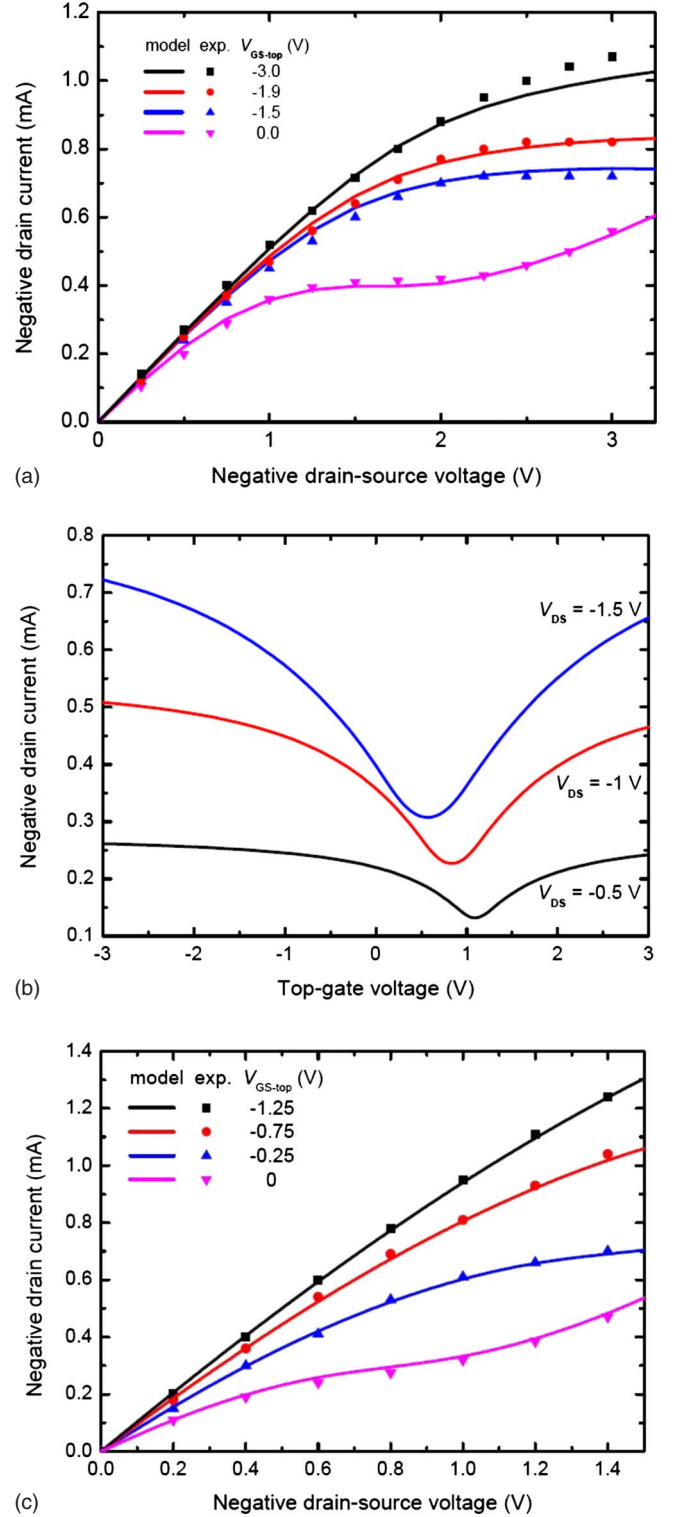 1.2
1.0
0.8
0.6
0.4
0.2
0.0
Negative drain current (mA)
model exp. VGS-top (V)
-3.0
-1.9
-1.5
0.0
0 1 2 3
Negative drain-source voltage (V)
(a)
0.8
0.7
0.6
0.5
0.4
0.3
0.2
0.1
Negative drain current (mA)
VDS = -1.5 V
VDS = -1 V
VDS = -0.5 V
-3 -2 -1 0 1 2 3
Top-gate voltage (V)
(b)
1.4
1.2
1.0
0.8
0.6
0.4
0.2
0.0
Negative drain current (mA)
model exp. VGS-top (V)
-1.25
-0.75
-0.25
0
0.0 0.2 0.4 0.6 0.8 1.0 1.2 1.4
Negative drain-source voltage (V)
(c)